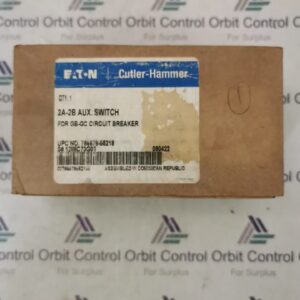 EATON Cutler-Hammer
QTY. 1
2A-2B AUX. SWITCH
FOR GB-GC CIRCUIT BREAKER
UPC NO.
ASSEMBLED IN DOMINICAN REPUBLIC
Orbit Control
For Surplus